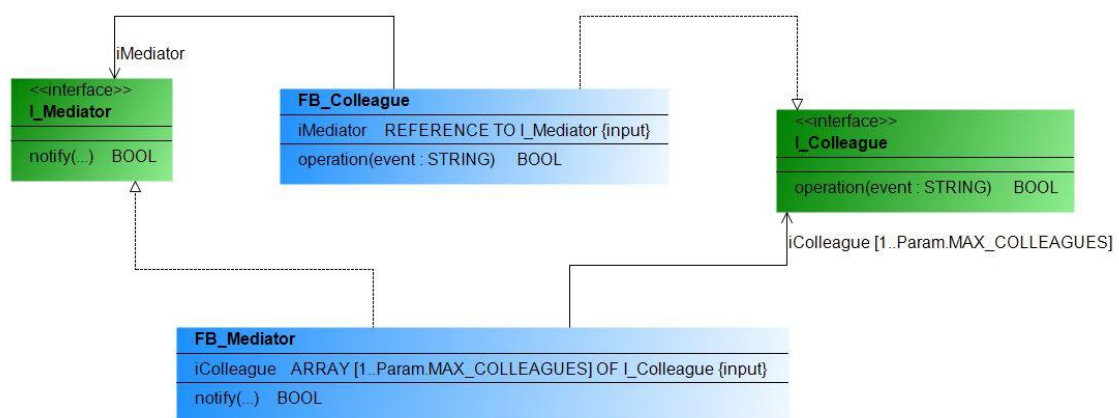 iMediator
<<interface>>
I_Mediator
notify(...) BOOL
FB_Colleague
iMediator REFERENCE TO I_Mediator {input}
operation(event : STRING) BOOL
<<interface>>
I_Colleague
operation(event : STRING) BOOL
iColleague [1..Param.MAX_COLLEAGUES]
FB_Mediator
iColleague ARRAY [1..Param.MAX_COLLEAGUES] OF I_Colleague {input}
notify(...) BOOL